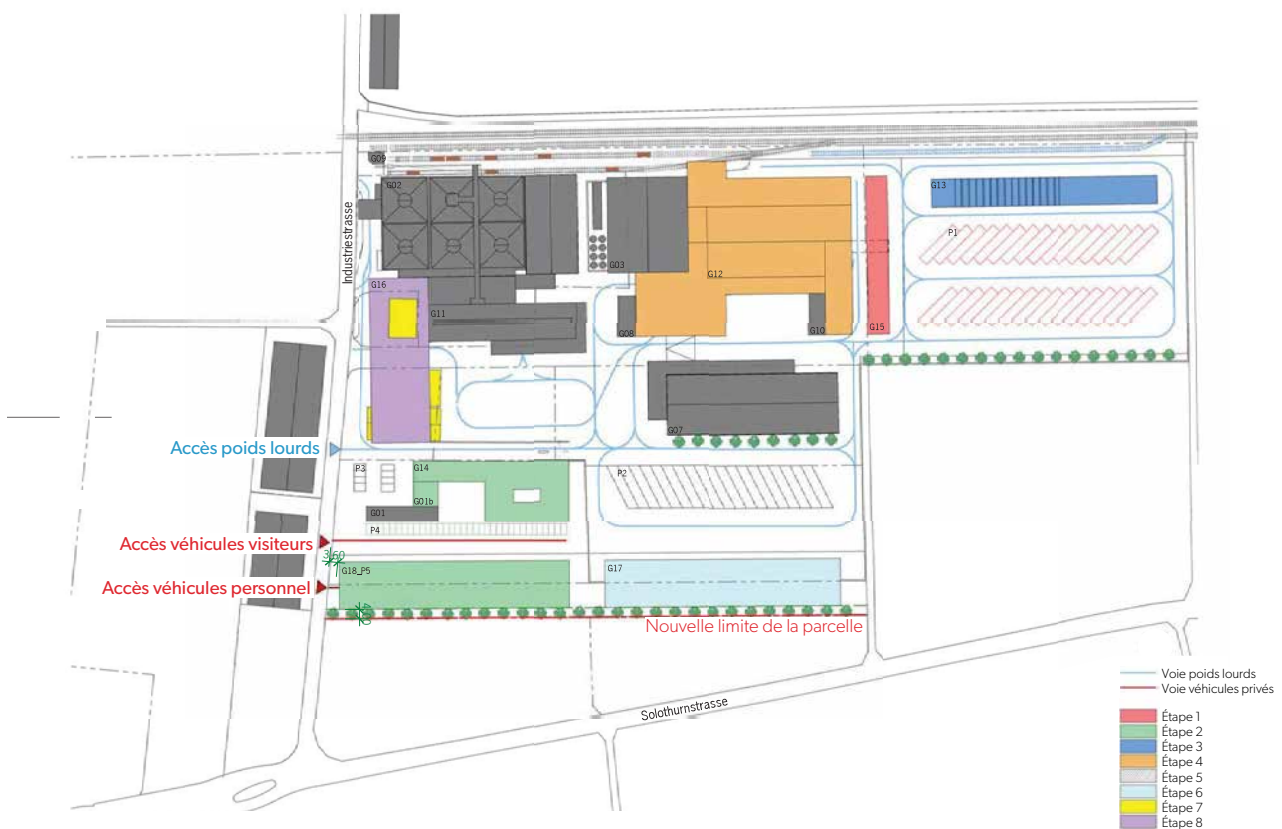 G09
G02
G13
P1
Industriestrasse
G03
G12
G16
G11
G08
G10
G15
G07
Accès poids lourds
P3
G14
P2
G01b
G01
P4
Accès véhicules visiteurs
3,60
G18_P5
G17
Accès véhicules personnel
Nouvelle limite de la parcelle
Solothurnstrasse
Voie poids lourds
Voie véhicules privés
Étape 1
Étape 2
Étape 3
Étape 4
Étape 5
Étape 6
Étape 7
Étape 8